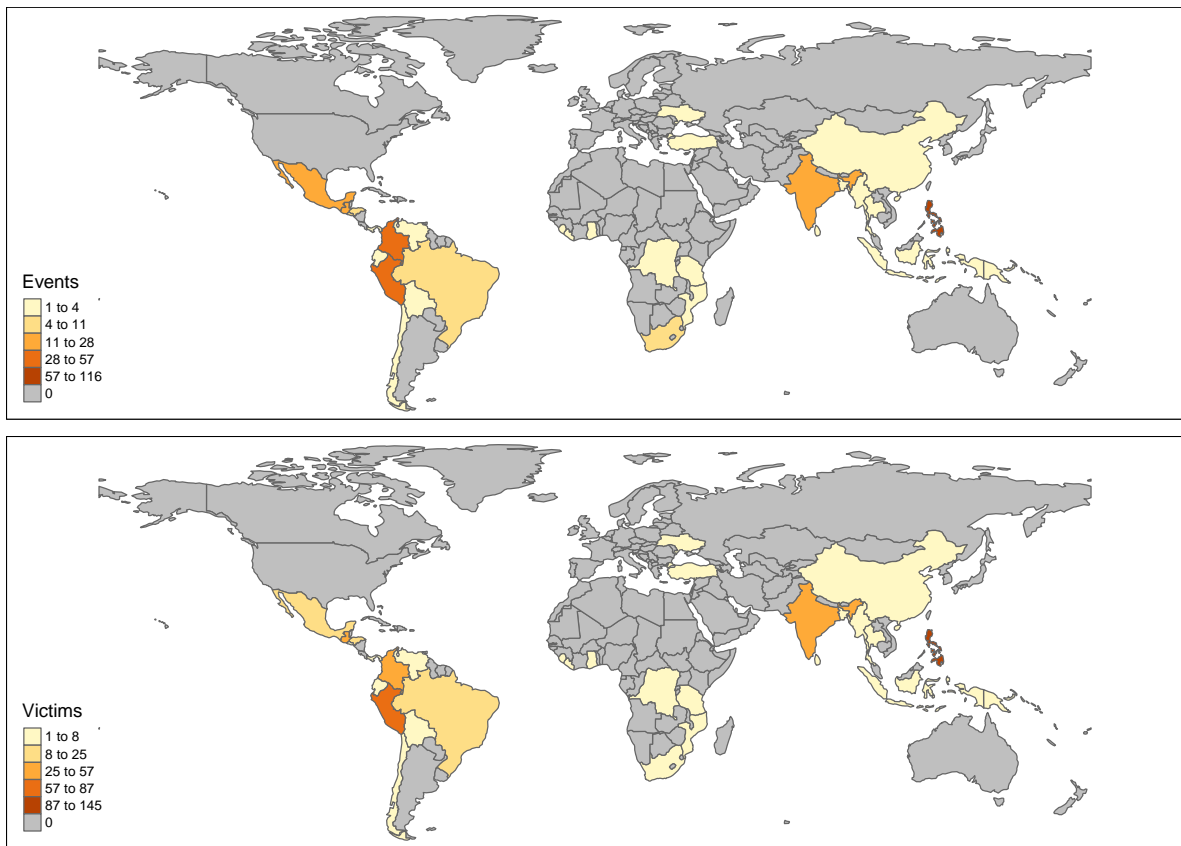 Events
1 to 4
4 to 11
11 to 28
28 to 57
57 to 116
0
Victims
1 to 8
8 to 25
25 to 57
57 to 87
87 to 145
0